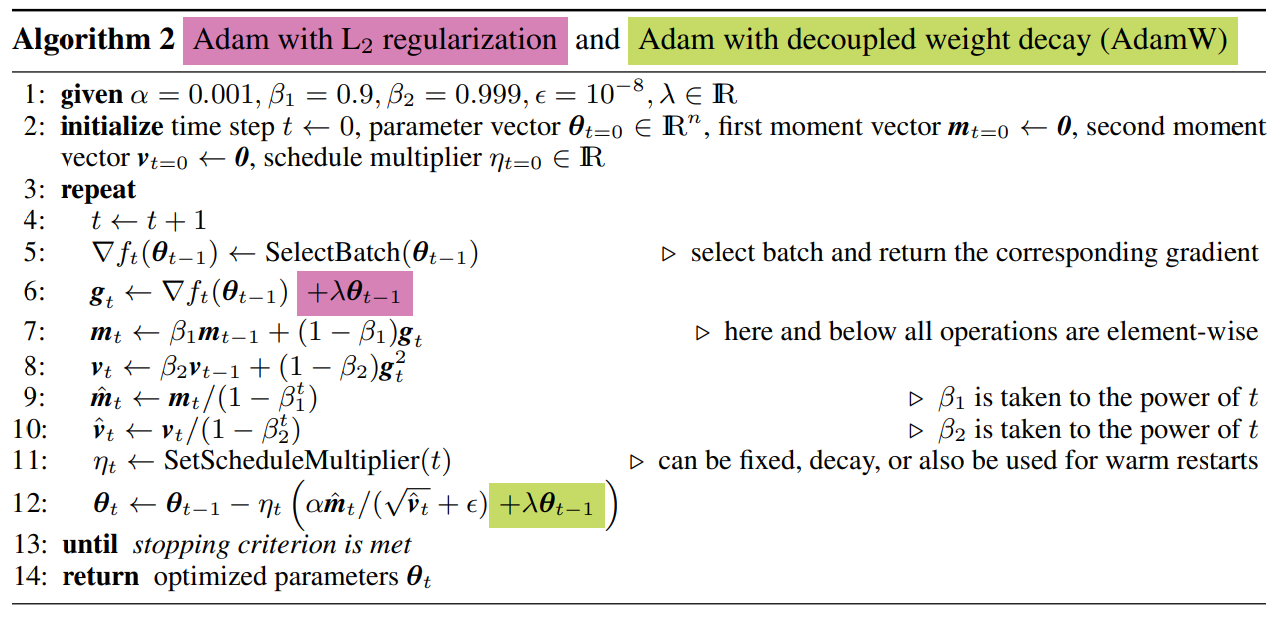 Algorithm 2 Adam with L₂ regularization and Adam with decoupled weight decay (AdamW)
1: given α = 0.001, β₁ = 0.9, β₂ = 0.999, ϵ = 10⁻⁸, λ ∈ ℝ
2: initialize time step t ← 0, parameter vector θₜ₌₀ ∈ ℝⁿ, first moment vector mₜ₌₀ ← 0, second moment
vector vₜ₌₀ ← 0, schedule multiplier ηₜ₌₀ ∈ ℝ
3: repeat
4: t ← t + 1
5: ∇fₜ(θₜ₋₁) ← SelectBatch(θₜ₋₁) ▷ select batch and return the corresponding gradient
6: gₜ ← ∇fₜ(θₜ₋₁) +λθₜ₋₁
7: mₜ ← β₁mₜ₋₁ + (1 − β₁)gₜ ▷ here and below all operations are element-wise
8: vₜ ← β₂vₜ₋₁ + (1 − β₂)gₜ²
9: m̂ₜ ← mₜ/(1 − β₁ᵗ) ▷ β₁ is taken to the power of t
10: v̂ₜ ← vₜ/(1 − β₂ᵗ) ▷ β₂ is taken to the power of t
11: ηₜ ← SetScheduleMultiplier(t) ▷ can be fixed, decay, or also be used for warm restarts
12: θₜ ← θₜ₋₁ − ηₜ (αm̂ₜ/(√v̂ₜ + ϵ) +λθₜ₋₁)
13: until stopping criterion is met
14: return optimized parameters θₜ